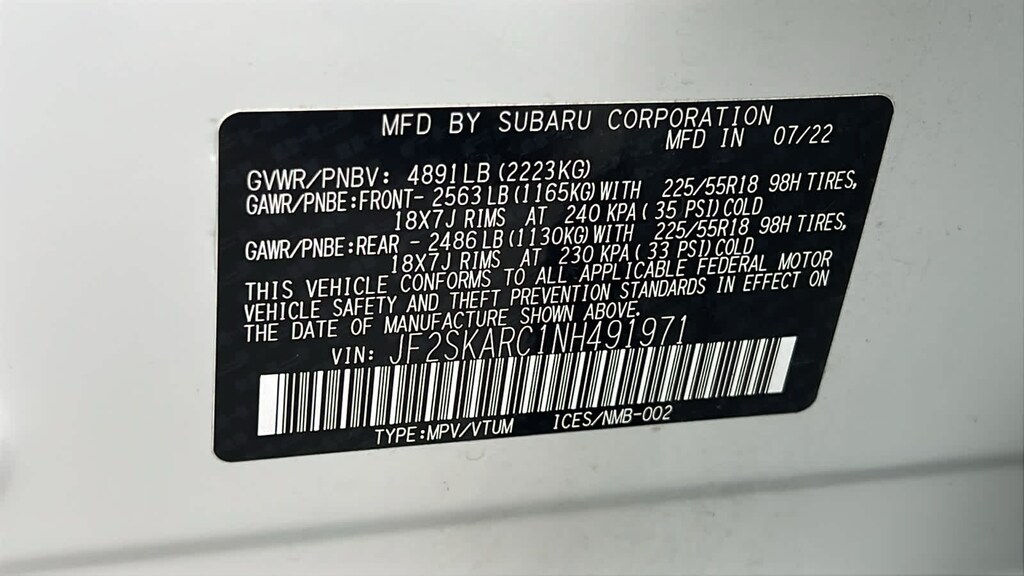 MFD BY SUBARU CORPORATION
MFD IN 07/22
GVWR/PNBV: 4891LB(2223KG)
GAWR/PNBE:FRONT- 2563LB(1165KG)WITH 225/55R18 98H TIRES,
18X7J RIMS AT 240 KPA( 35 PSI)COLD
GAWR/PNBE:REAR - 2486LB(1130KG)WITH 225/55R18 98H TIRES,
18X7J RIMS AT 230 KPA( 33 PSI)COLD
THIS VEHICLE CONFORMS TO ALL APPLICABLE FEDERAL MOTOR
VEHICLE SAFETY AND THEFT PREVENTION STANDARDS IN EFFECT ON
THE DATE OF MANUFACTURE SHOWN ABOVE.
VIN: JF2SKARC1NH491971
TYPE:MPV/VTUM ICES/NMB-002